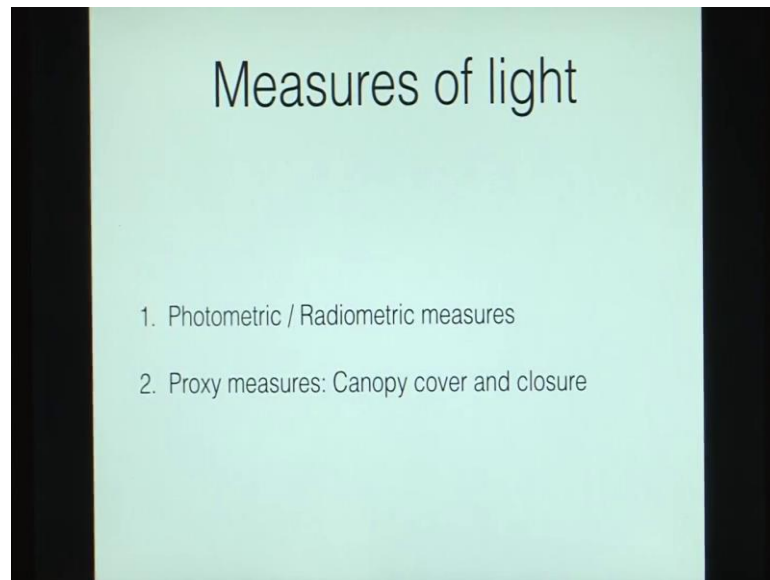 Measures of light
1. Photometric / Radiometric measures
2. Proxy measures: Canopy cover and closure